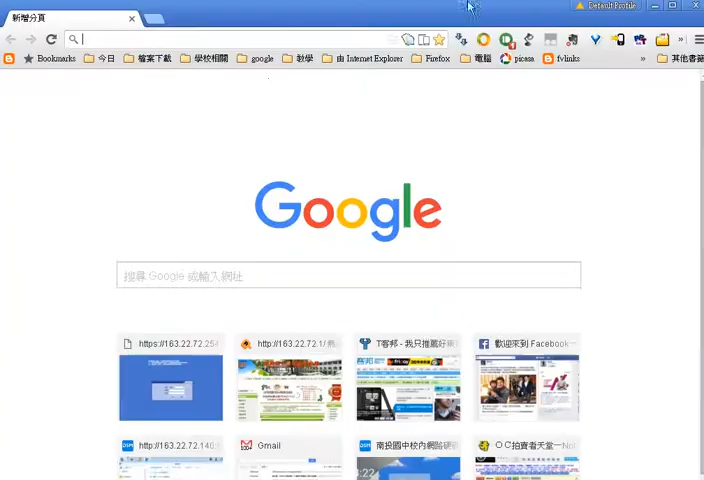 新增分頁
Default Profile
Bookmarks 今日 檔案下載 學校相關 google 教學 由 Internet Explorer Firefox 電腦 picasa fvlinks » 其他書籤
Google
搜尋 Google 或輸入網址
https://163.22.72.254 http://163.22.72.1/ T客邦 - 我只推薦好東 歡迎來到 Facebook
http://163.22.72.140: Gmail 南投國中校內網路硬 ＯＣ拍賣者天堂